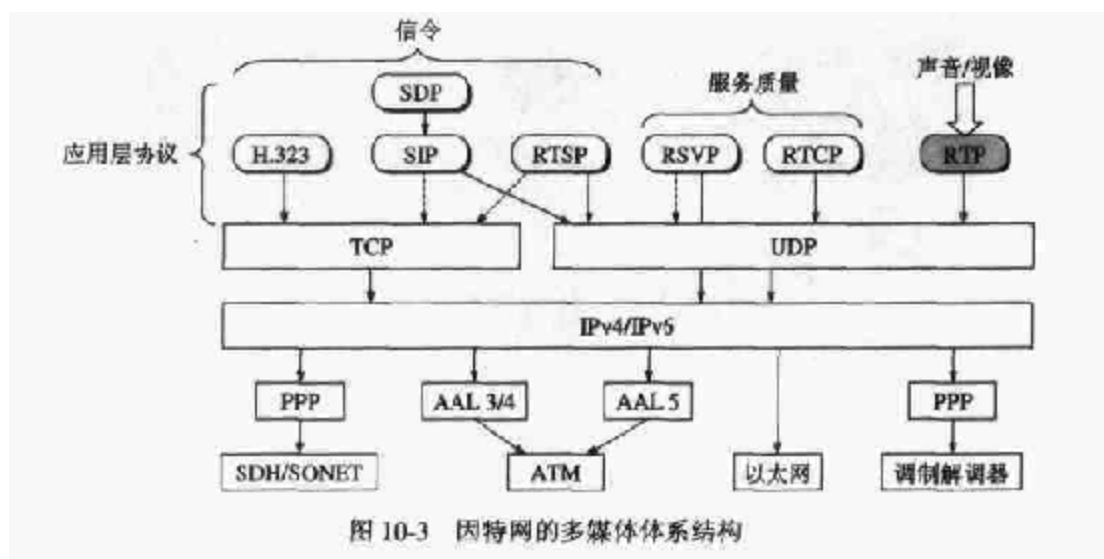 信令
声音/视像
服务质量
SDP
应用层协议
H.323
SIP
RTSP
RSVP
RTCP
RTP
TCP
UDP
IPv4/IPv6
PPP
AAL 3/4
AAL 5
PPP
SDH/SONET
ATM
以太网
调制解调器
图 10-3 因特网的多媒体体系结构